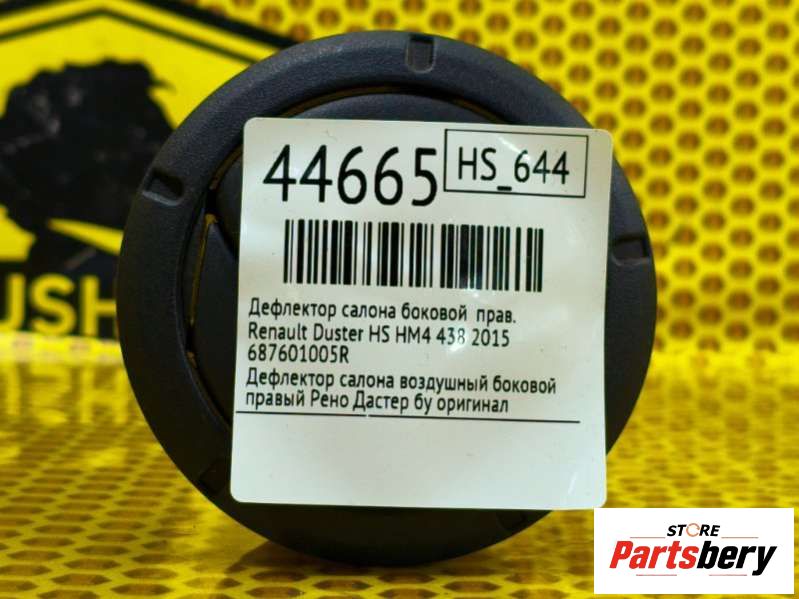 44665
HS_644
Дефлектор салона боковой прав.
Renault Duster HS HM4 438 2015
687601005R
Дефлектор салона воздушный боковой
правый Рено Дастер бу оригинал
USH
STORE
Partsbery